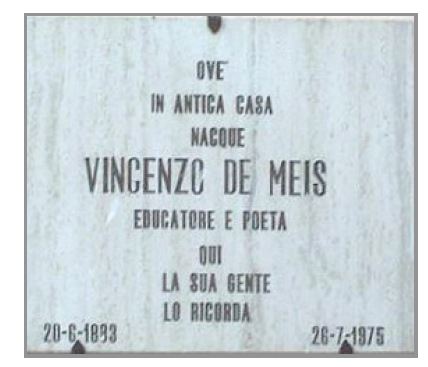 OVE
IN ANTICA CASA
NACQUE
VINCENZO DE MEIS
EDUCATORE E POETA
QUI
LA SUA GENTE
LO RICORDA
20-6-1893 26-7-1975